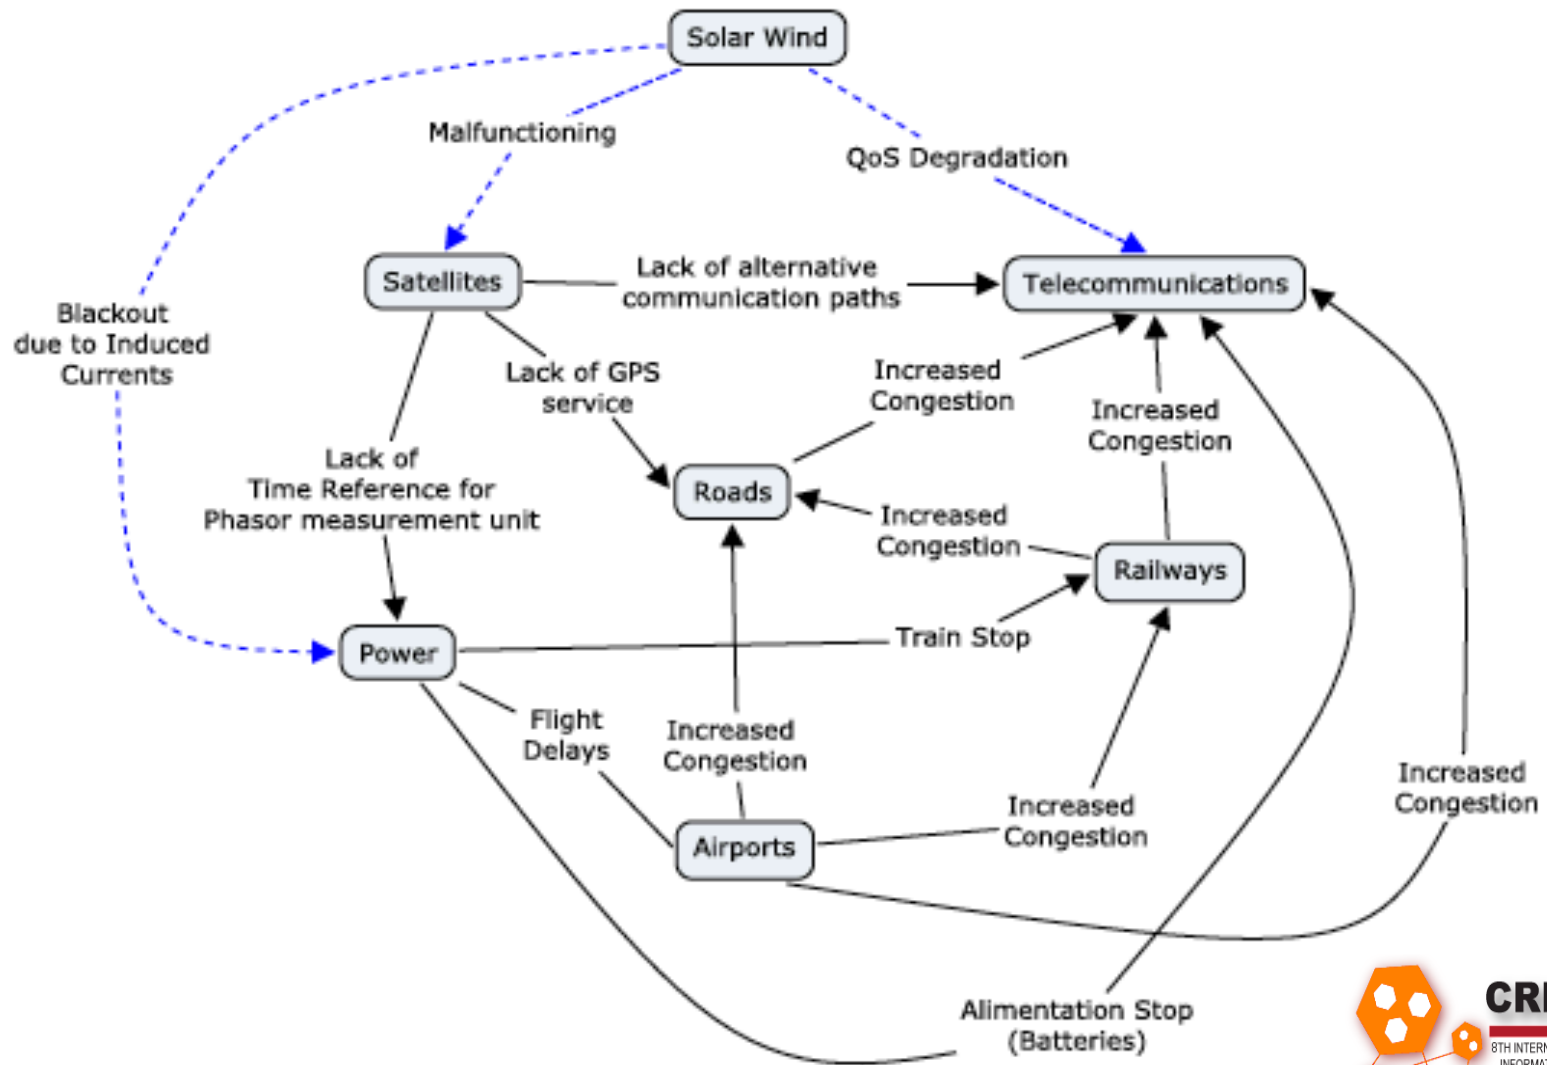 Solar Wind
Malfunctioning
QoS Degradation
Satellites
Lack of alternative
communication paths
Telecommunications
Blackout
due to Induced
Currents
Lack of GPS
service
Increased
Congestion
Increased
Congestion
Lack of
Time Reference for
Phasor measurement unit
Roads
Increased
Congestion
Railways
Power
Train Stop
Flight
Delays
Increased
Congestion
Increased
Congestion
Increased
Congestion
Airports
Alimentation Stop
(Batteries)
8TH INTERN